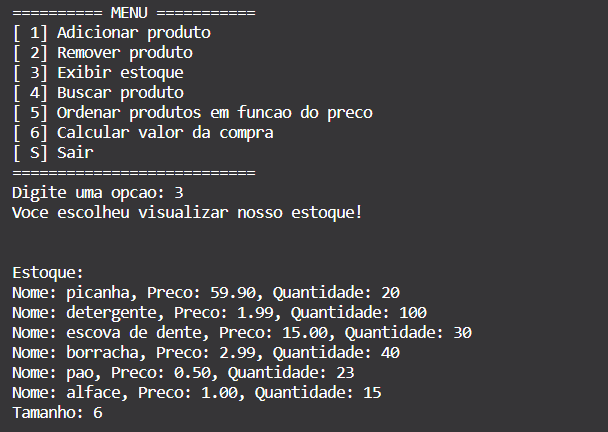 ========== MENU ===========
[ 1] Adicionar produto
[ 2] Remover produto
[ 3] Exibir estoque
[ 4] Buscar produto
[ 5] Ordenar produtos em funcao do preco
[ 6] Calcular valor da compra
[ S] Sair
===========================
Digite uma opcao: 3
Voce escolheu visualizar nosso estoque!
Estoque:
Nome: picanha, Preco: 59.90, Quantidade: 20
Nome: detergente, Preco: 1.99, Quantidade: 100
Nome: escova de dente, Preco: 15.00, Quantidade: 30
Nome: borracha, Preco: 2.99, Quantidade: 40
Nome: pao, Preco: 0.50, Quantidade: 23
Nome: alface, Preco: 1.00, Quantidade: 15
Tamanho: 6